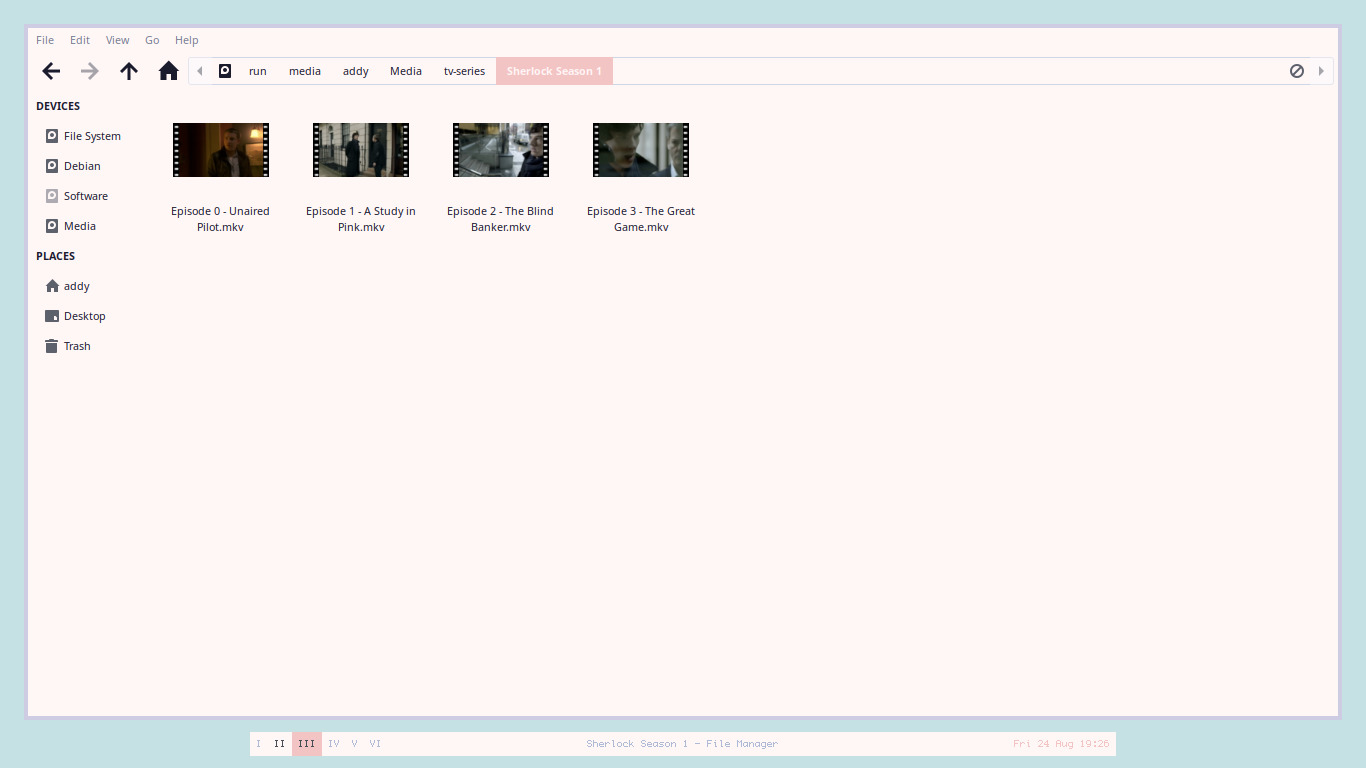 File Edit View Go Help
run media addy Media tv-series Sherlock Season 1
DEVICES
File System
Debian
Software
Media
PLACES
addy
Desktop
Trash
Episode 0 - Unaired
Pilot.mkv
Episode 1 - A Study in
Pink.mkv
Episode 2 - The Blind
Banker.mkv
Episode 3 - The Great
Game.mkv
I II III IV V VI Sherlock Season 1 - File Manager Fri 24 Aug 19:26